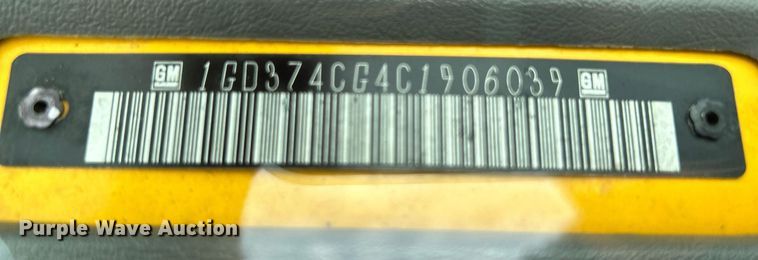 GM 1GD374CG4C1906039 GM
Purple Wave Auction